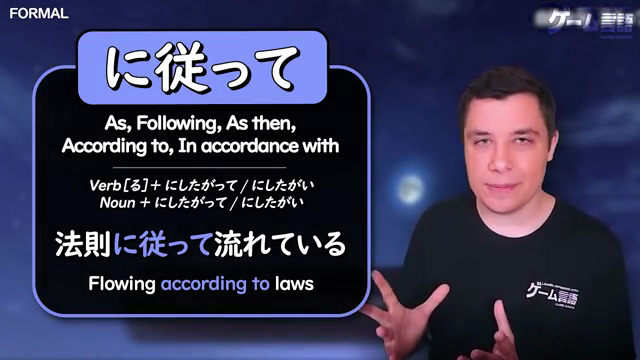 FORMAL
ゲーム言語
に従って
As, Following, As then,
According to, In accordance with
Verb[る]+ にしたがって / にしたがい
Noun + にしたがって / にしたがい
法則に従って流れている
Flowing according to laws
ゲーム言語